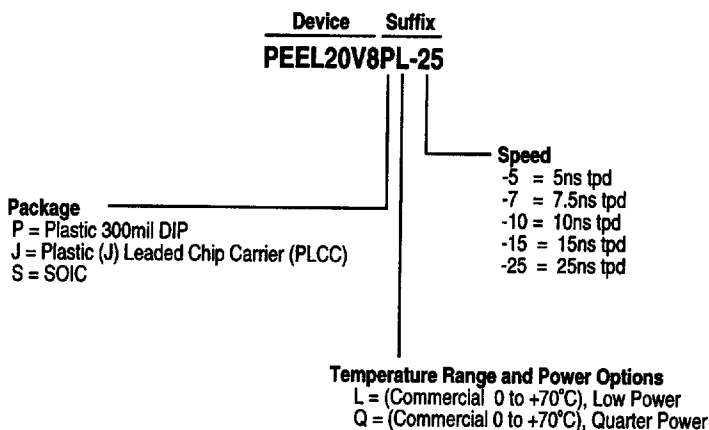 Device Suffix
PEEL20V8PL-25
Speed
-5 = 5ns tpd
-7 = 7.5ns tpd
-10 = 10ns tpd
-15 = 15ns tpd
-25 = 25ns tpd
Package
P = Plastic 300mil DIP
J = Plastic (J) Leaded Chip Carrier (PLCC)
S = SOIC
Temperature Range and Power Options
L = (Commercial 0 to +70°C), Low Power
Q = (Commercial 0 to +70°C), Quarter Power